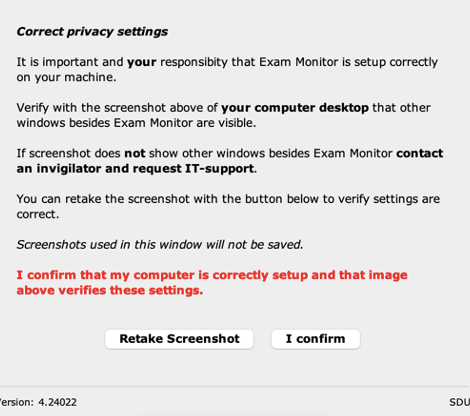 Correct privacy settings
It is important and your responsibity that Exam Monitor is setup correctly
on your machine.
Verify with the screenshot above of your computer desktop that other
windows besides Exam Monitor are visible.
If screenshot does not show other windows besides Exam Monitor contact
an invigilator and request IT-support.
You can retake the screenshot with the button below to verify settings are
correct.
Screenshots used in this window will not be saved.
I confirm that my computer is correctly setup and that image
above verifies these settings.
Retake Screenshot I confirm
ersion: 4.24022 SDU